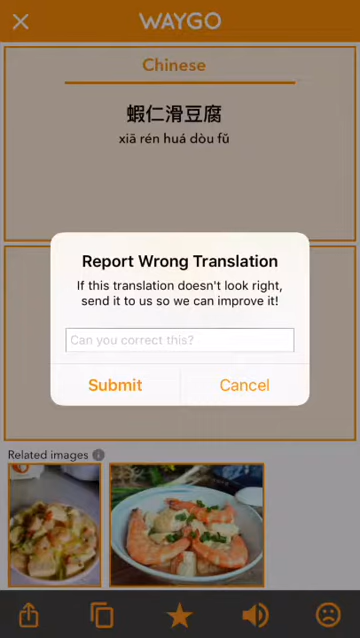 WAYGO
Chinese
蝦仁滑豆腐
xiā rén huá dòu fǔ
Report Wrong Translation
If this translation doesn't look right,
send it to us so we can improve it!
Can you correct this?
Submit
Cancel
Related images